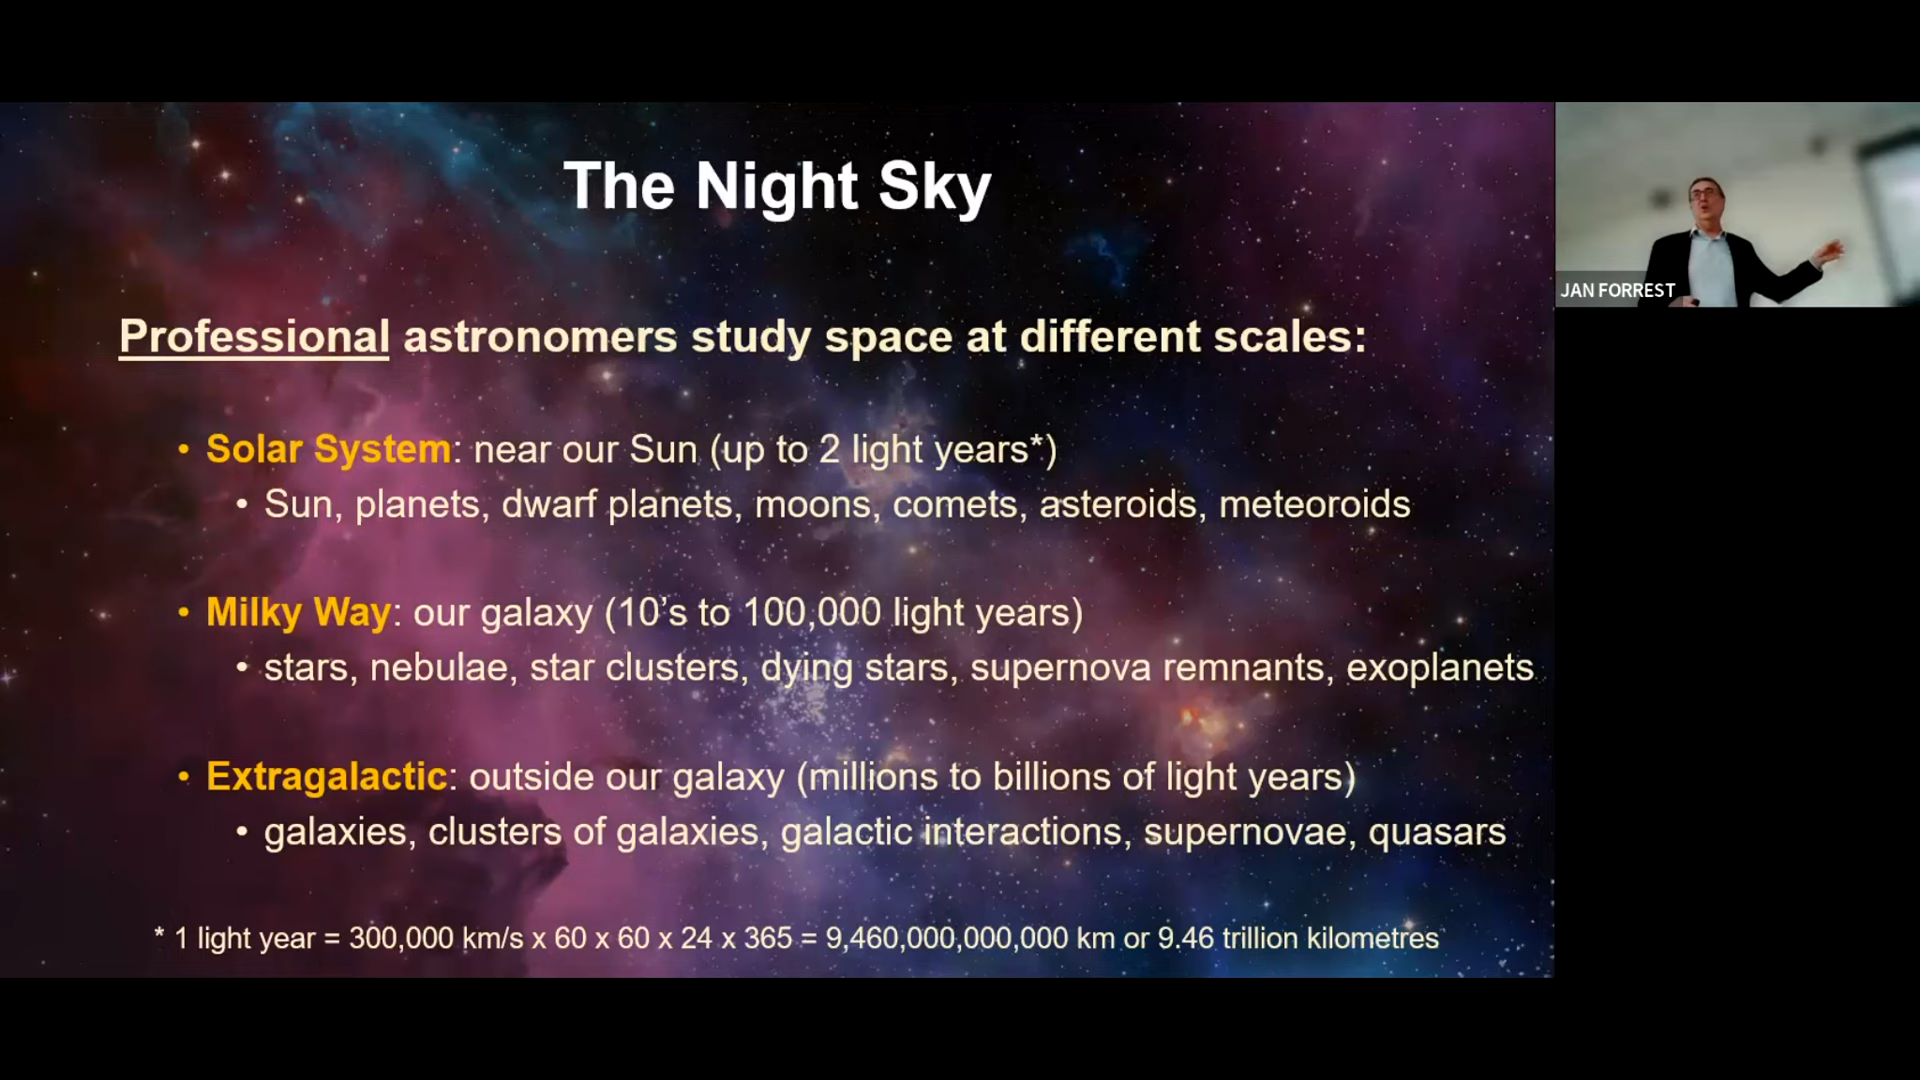 The Night Sky
Professional astronomers study space at different scales:
• Solar System: near our Sun (up to 2 light years*)
• Sun, planets, dwarf planets, moons, comets, asteroids, meteoroids
• Milky Way: our galaxy (10’s to 100,000 light years)
• stars, nebulae, star clusters, dying stars, supernova remnants, exoplanets
• Extragalactic: outside our galaxy (millions to billions of light years)
• galaxies, clusters of galaxies, galactic interactions, supernovae, quasars
* 1 light year = 300,000 km/s x 60 x 60 x 24 x 365 = 9,460,000,000,000 km or 9.46 trillion kilometres
JAN FORREST